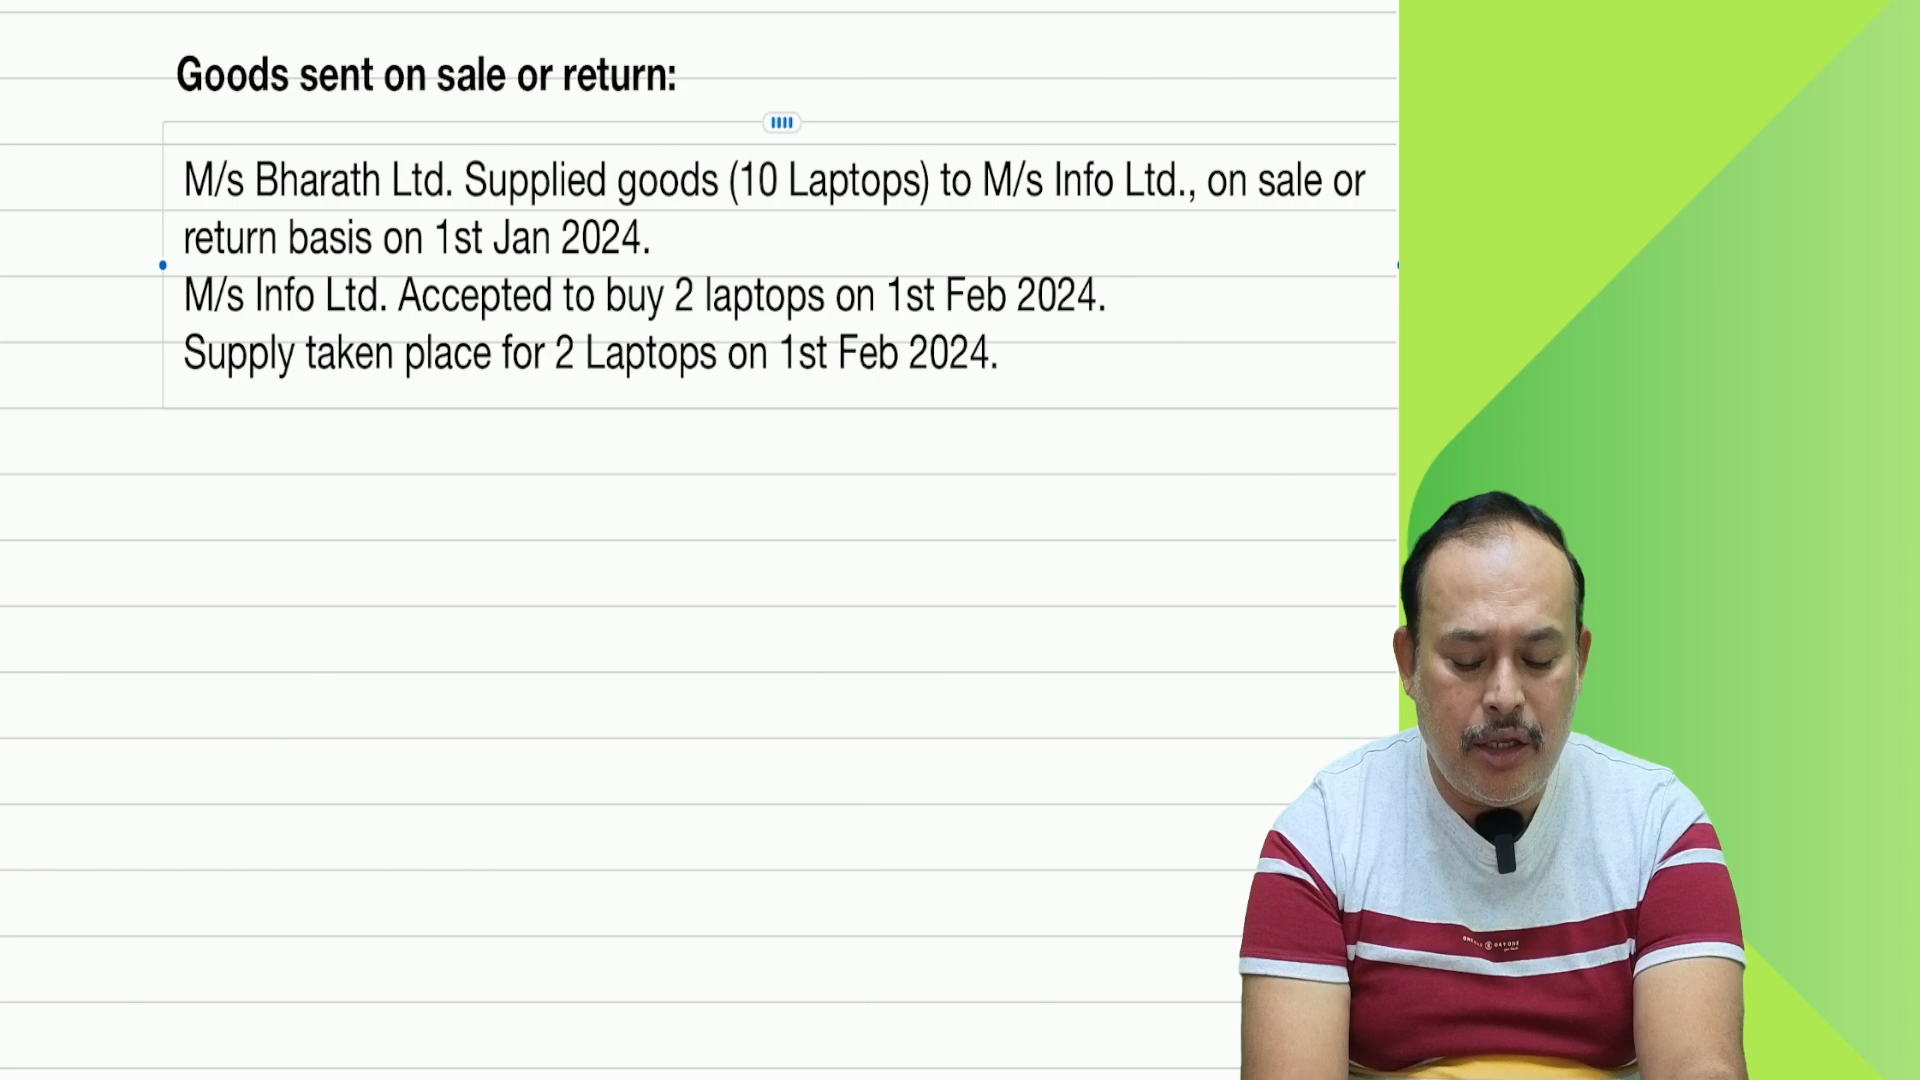 Goods sent on sale or return:
M/s Bharath Ltd. Supplied goods (10 Laptops) to M/s Info Ltd., on sale or
return basis on 1st Jan 2024.
M/s Info Ltd. Accepted to buy 2 laptops on 1st Feb 2024.
Supply taken place for 2 Laptops on 1st Feb 2024.